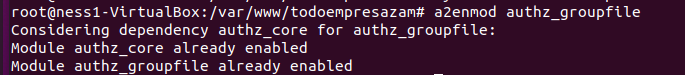 root@ness1-VirtualBox:/var/www/todoempresazam# a2enmod authz_groupfile
Considering dependency authz_core for authz_groupfile:
Module authz_core already enabled
Module authz_groupfile already enabled